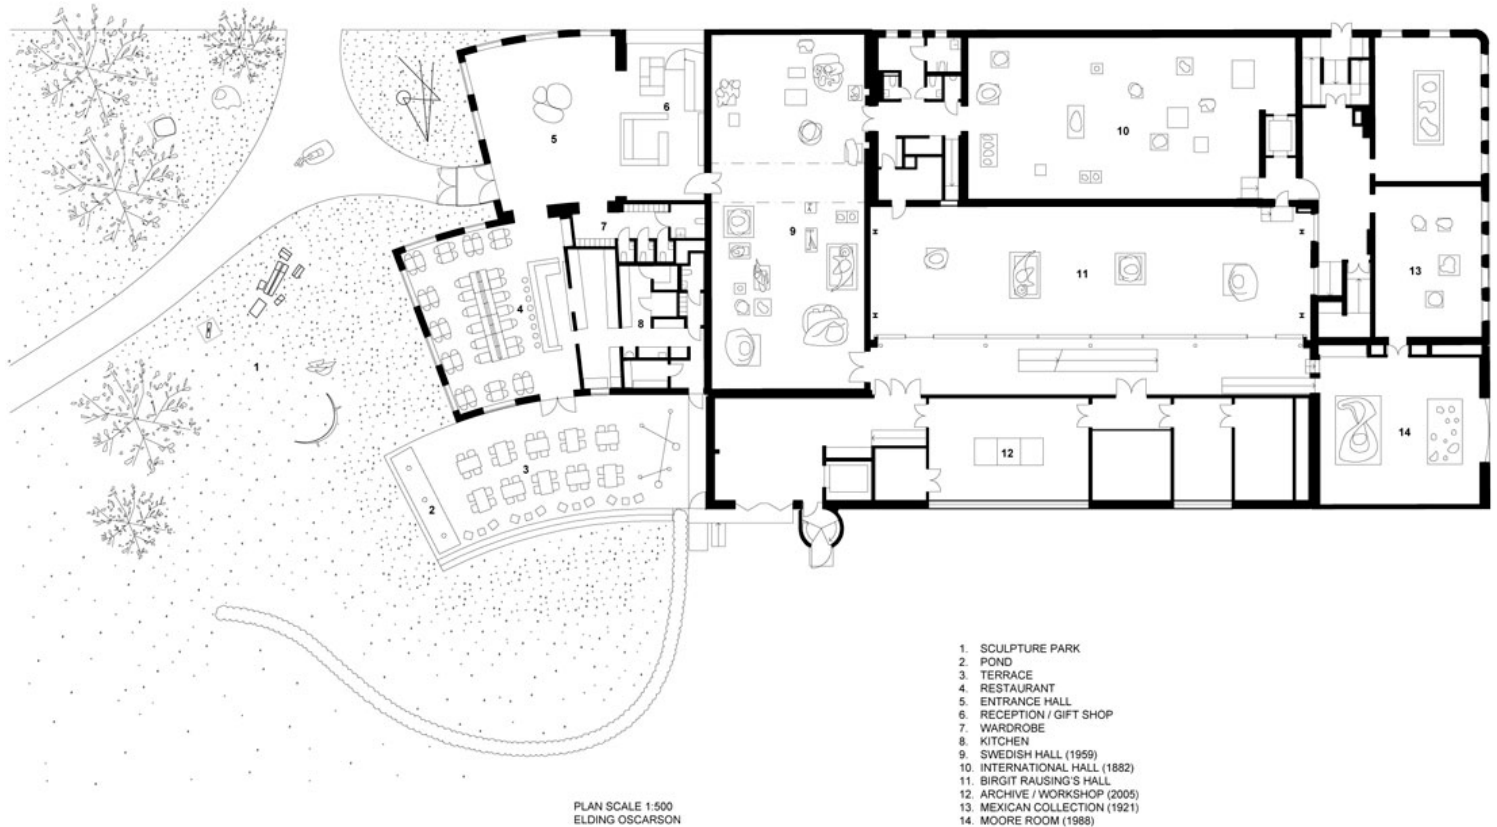 6
5
10
7
9
11
13
4
8
1
14
12
3
2
1. SCULPTURE PARK
2. POND
3. TERRACE
4. RESTAURANT
5. ENTRANCE HALL
6. RECEPTION / GIFT SHOP
7. WARDROBE
8. KITCHEN
9. SWEDISH HALL (1959)
10. INTERNATIONAL HALL (1882)
11. BIRGIT RAUSING'S HALL
12. ARCHIVE / WORKSHOP (2005)
13. MEXICAN COLLECTION (1921)
14. MOORE ROOM (1988)
PLAN SCALE 1:500
ELDING OSCARSON